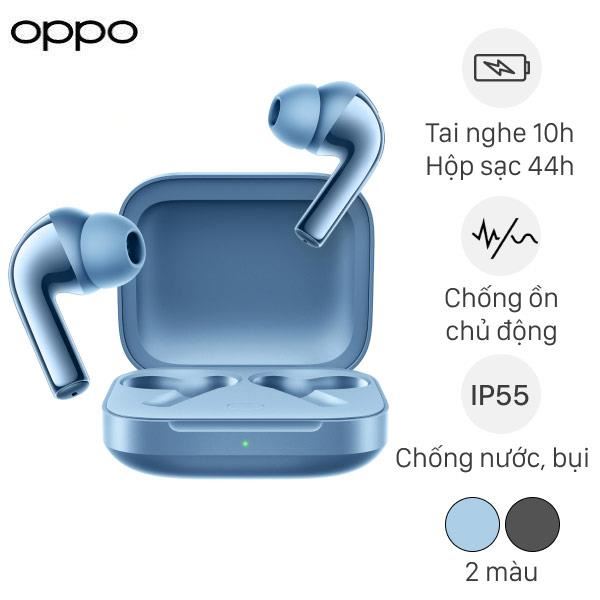 oppo
Tai nghe 10h
Hộp sạc 44h
Chống ồn
chủ động
IP55
Chống nước, bụi
2 màu